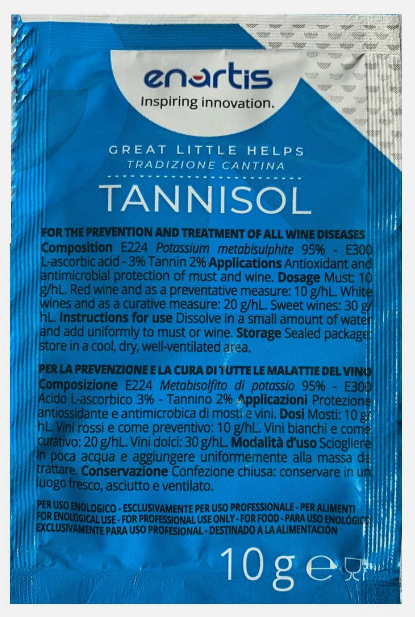 enartis
Inspiring innovation.
GREAT LITTLE HELPS
TRADIZIONE CANTINA
TANNISOL
FOR THE PREVENTION AND TREATMENT OF ALL WINE DISEASES
Composition E224 Potassium metabisulphite 95% - E300
L-ascorbic acid - 3% Tannin 2% Applications Antioxidant and
antimicrobial protection of must and wine. Dosage Must: 10
g/hL. Red wine and as a preventative measure: 10 g/hL. White
wines and as a curative measure: 20 g/hL. Sweet wines: 30 g/
hL. Instructions for use Dissolve in a small amount of water
and add uniformly to must or wine. Storage Sealed package:
store in a cool, dry, well-ventilated area.
PER LA PREVENZIONE E LA CURA DI TUTTE LE MALATTIE DEL VINO
Composizione E224 Metabisolfito di potassio 95% - E300
Acido L-ascorbico 3% - Tannino 2% Applicazioni Protezione
antiossidante e antimicrobica di mosti e vini. Dosi Mosti: 10 g/
hL. Vini rossi e come preventivo: 10 g/hL. Vini bianchi e come
curativo: 20 g/hL. Vini dolci: 30 g/hL. Modalità d'uso Sciogliere
in poca acqua e aggiungere uniformemente alla massa da
trattare. Conservazione Confezione chiusa: conservare in un
luogo fresco, asciutto e ventilato.
PER USO ENOLOGICO - ESCLUSIVAMENTE PER USO PROFESSIONALE - PER ALIMENTI
FOR ENOLOGICAL USE - FOR PROFESSIONAL USE ONLY - FOR FOOD - PARA USO ENOLÓGICO
EXCLUSIVAMENTE PARA USO PROFESIONAL - DESTINADO A LA ALIMENTACIÓN
10 g e